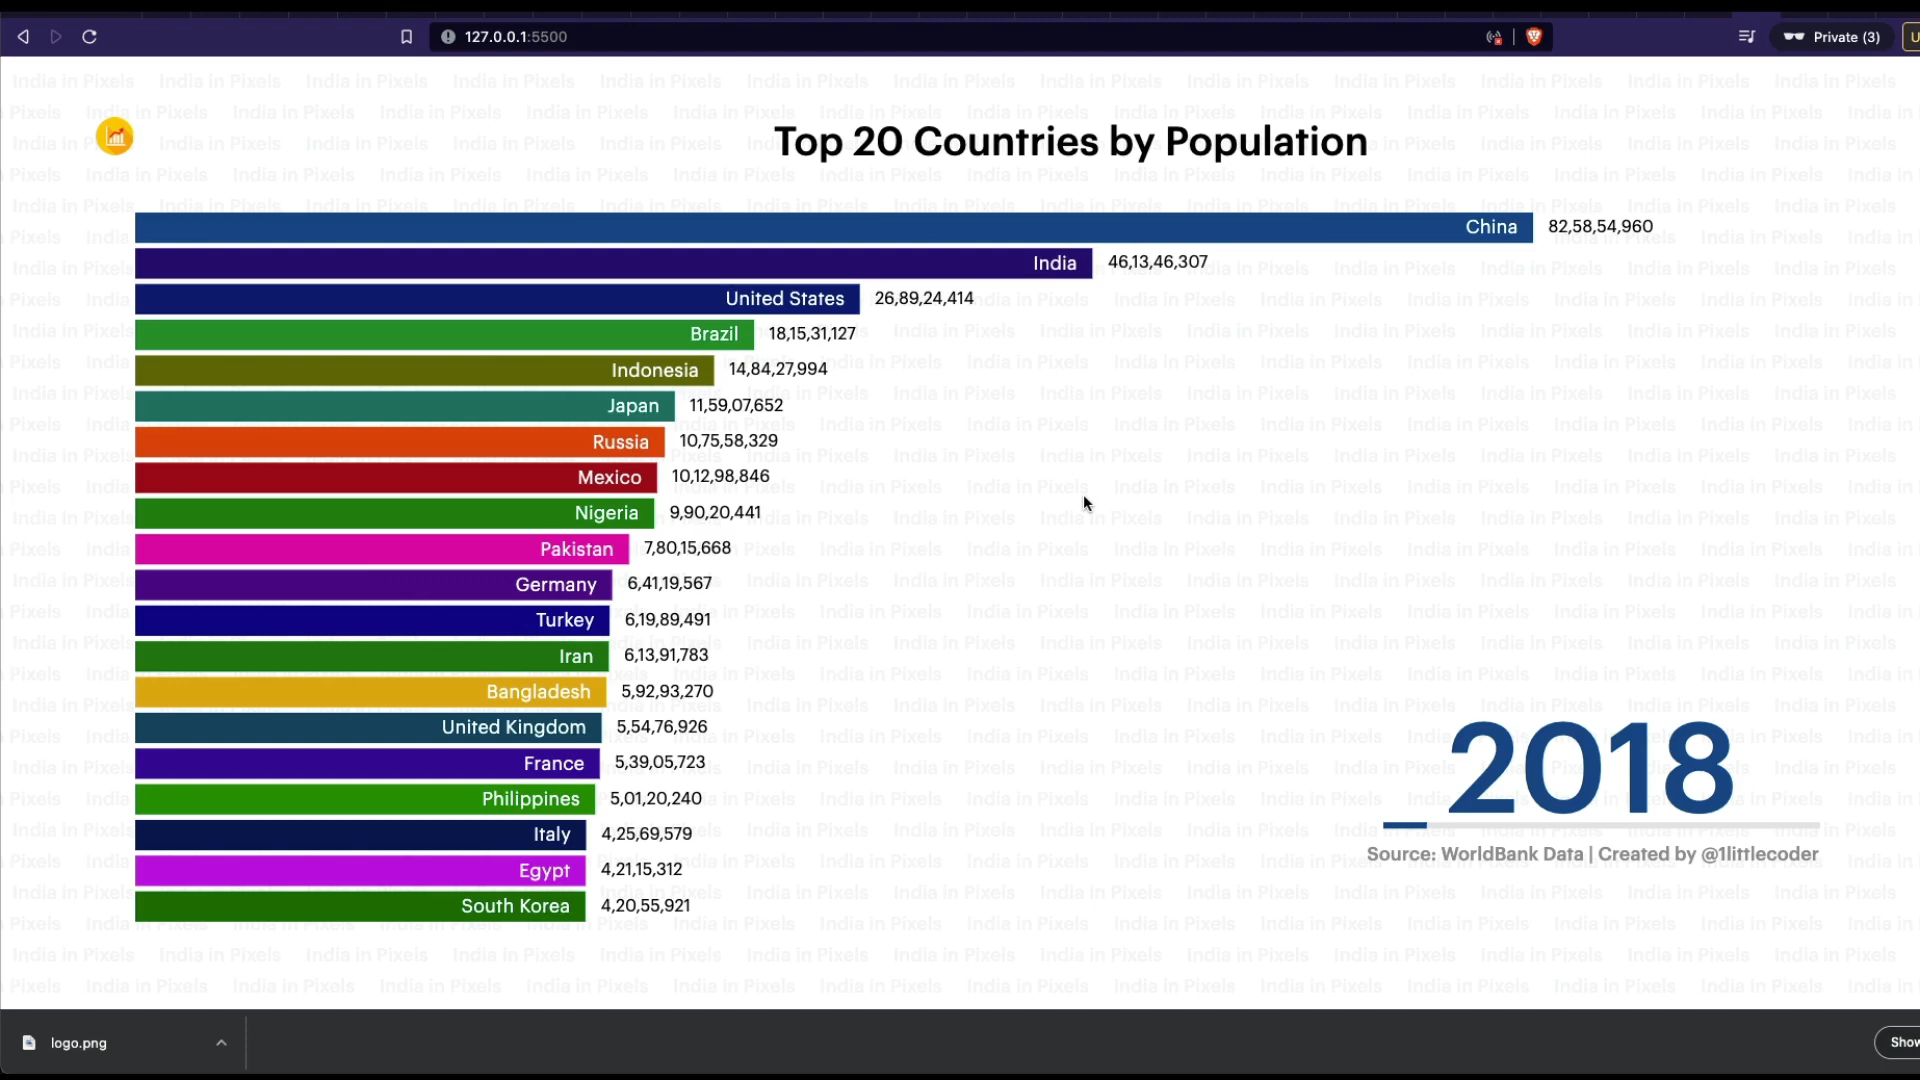 127.0.0.1:5500
Private (3)
Top 20 Countries by Population
China 82,58,54,960
India 46,13,46,307
United States 26,89,24,414
Brazil 18,15,31,127
Indonesia 14,84,27,994
Japan 11,59,07,652
Russia 10,75,58,329
Mexico 10,12,98,846
Nigeria 9,90,20,441
Pakistan 7,80,15,668
Germany 6,41,19,567
Turkey 6,19,89,491
Iran 6,13,91,783
Bangladesh 5,92,93,270
United Kingdom 5,54,76,926
France 5,39,05,723
Philippines 5,01,20,240
Italy 4,25,69,579
Egypt 4,21,15,312
South Korea 4,20,55,921
2018
Source: WorldBank Data | Created by @1littlecoder
India in Pixels
logo.png
Show